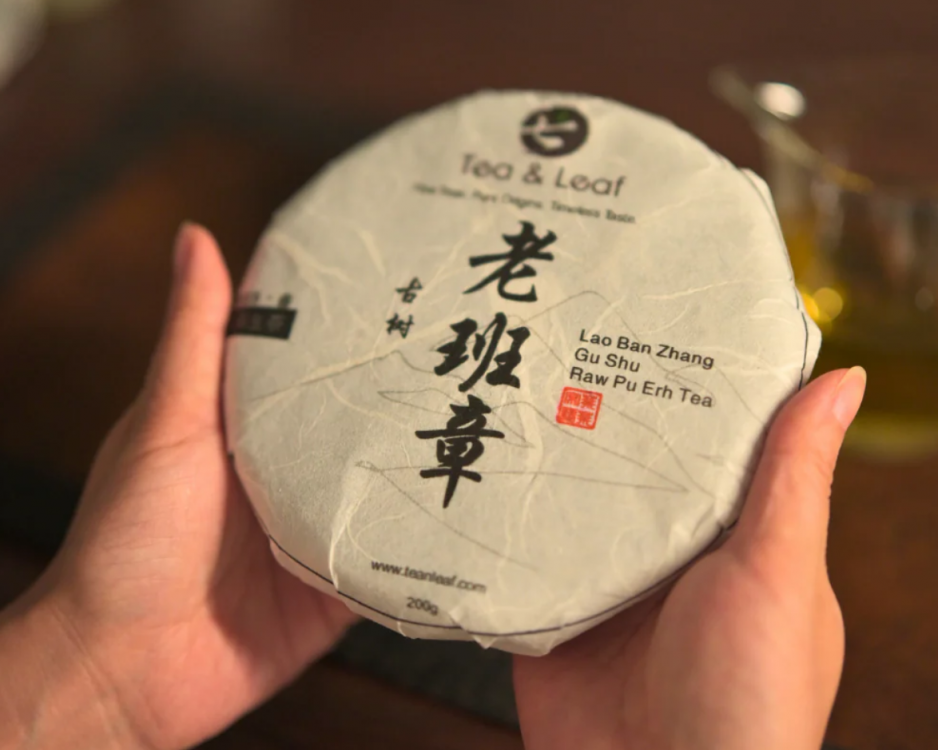 Tea & Leaf
老班章
古树
Lao Ban Zhang
Gu Shu
Raw Pu Erh Tea
www.teanleaf.com
200g